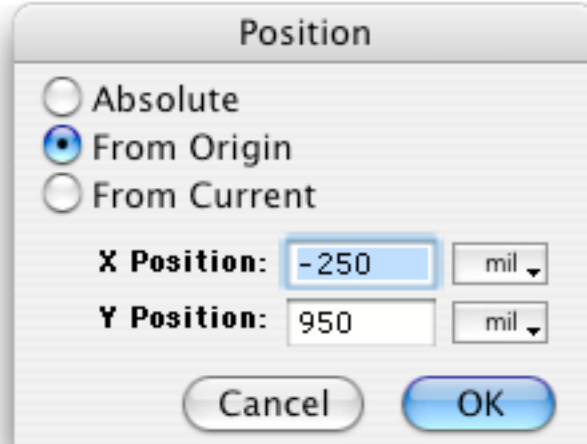 Position
Absolute
From Origin
From Current
X Position: -250 mil
Y Position: 950 mil
Cancel OK